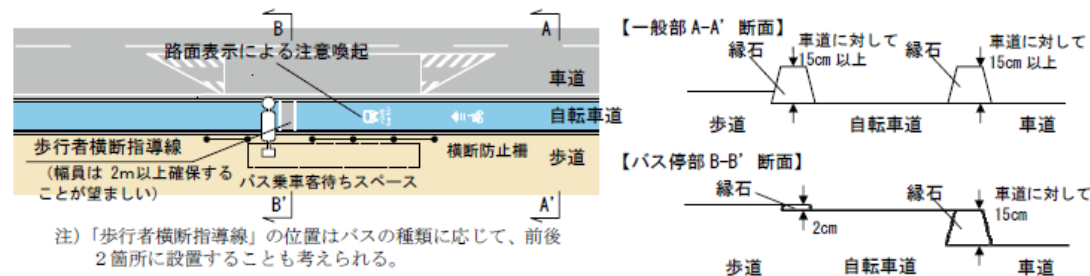 B
A
路面表示による注意喚起
車道
自転車道
歩行者横断指導線
(幅員は 2m以上確保する
ことが望ましい)
横断防止柵
歩道
バス乗車客待ちスペース
B'
A'
注)「歩行者横断指導線」の位置はバスの種類に応じて、前後
2箇所に設置することも考えられる。
【一般部 A-A' 断面】
縁石
車道に対して
15cm 以上
縁石
車道に対して
15cm 以上
歩道
自転車道
車道
【バス停部 B-B' 断面】
縁石
2cm
縁石
車道に対して
15cm
歩道
自転車道
車道